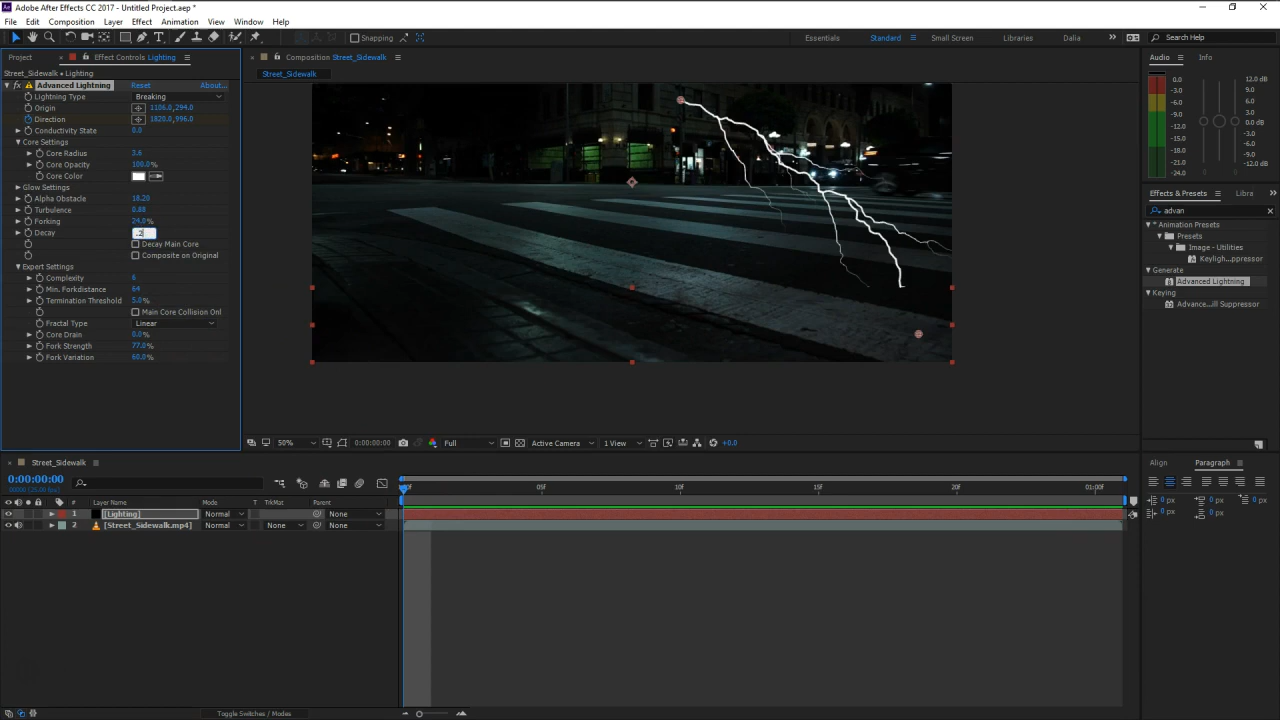 Adobe After Effects CC 2017 - Untitled Project.aep *
File Edit Composition Layer Effect Animation View Window Help
Snapping Essentials Standard Small Screen Libraries Dalia Search Help
Project Effect Controls Lighting Composition Street_Sidewalk Audio Info
Street_Sidewalk • Lighting Street_Sidewalk
fx Advanced Lightning Reset About...
Lightning Type Breaking
Origin 1106.0,294.0
Direction 1820.0,996.0
Conductivity State 0.0
Core Settings
Core Radius 3.6
Core Opacity 100.0%
Core Color
Glow Settings
Alpha Obstacle 18.20
Turbulence 0.88
Forking 24.0%
Decay .2
Decay Main Core
Composite on Original
Expert Settings
Complexity 6
Min. Forkdistance 64
Termination Threshold 5.0%
Main Core Collision Onl
Fractal Type Linear
Core Drain 0.0%
Fork Strength 77.0%
Fork Variation 60.0%
0.0 12.0 dB
-3.0 9.0
-6.0 6.0
-9.0 3.0
-12.0 0.0 dB
-15.0 -3.0
-18.0 -6.0
-21.0 -9.0
-24.0 -12.0 dB
Effects & Presets Libra
advan
* Animation Presets
Presets
Image - Utilities
Keyligh...ppressor
Generate
Advanced Lightning
Keying
Advance...ill Suppressor
50% 0:00:00:00 Full Active Camera 1 View +0.0
Street_Sidewalk
0:00:00:00
00000 (25.00 fps)
# Layer Name Mode T TrkMat Parent
1 [Lighting] Normal None
2 [Street_Sidewalk.mp4] Normal None None
:00F 05F 10F 15F 20F 01:00F
Align Paragraph
0 px 0 px 0 px
0 px 0 px
Toggle Switches / Modes